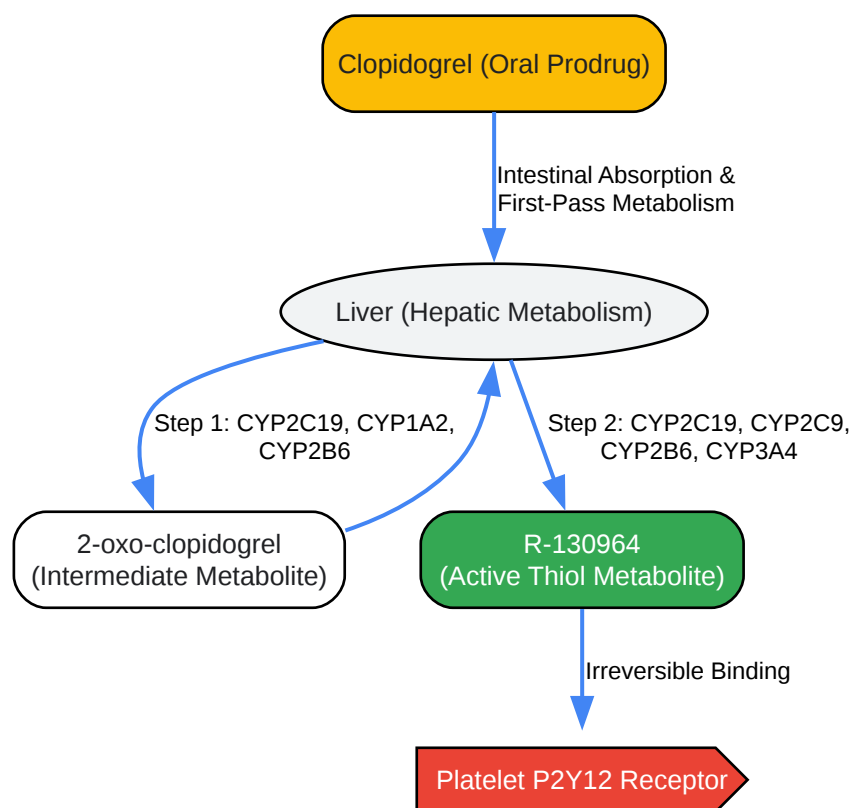 Clopidogrel (Oral Prodrug)
Intestinal Absorption &
First-Pass Metabolism
Liver (Hepatic Metabolism)
Step 1: CYP2C19, CYP1A2,
CYP2B6
Step 2: CYP2C19, CYP2C9,
CYP2B6, CYP3A4
2-oxo-clopidogrel
(Intermediate Metabolite)
R-130964
(Active Thiol Metabolite)
Irreversible Binding
Platelet P2Y12 Receptor